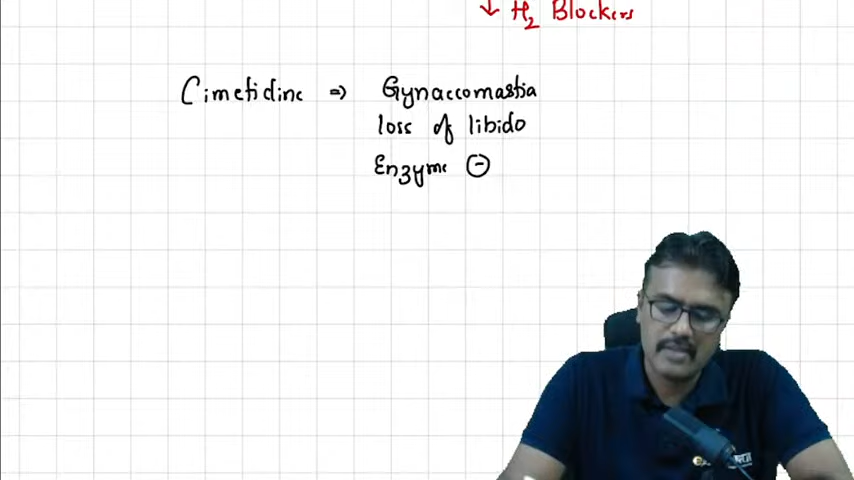 ↓ H₂ Blockers
Cimetidine ⇒ Gynaecomastia
loss of libido
Enzyme ⊖